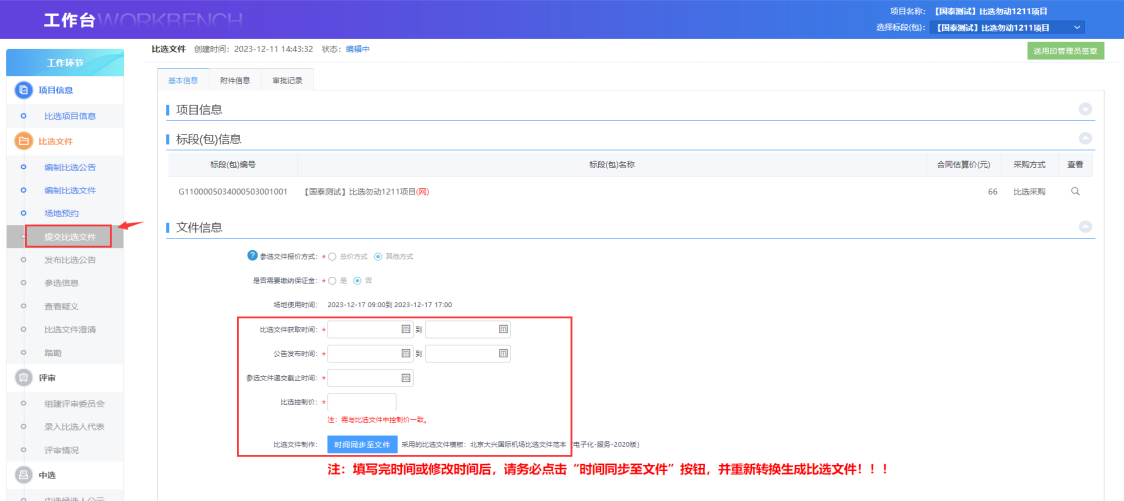 工作台WORKBENCH
项目名称： 【国泰测试】比选勿动1211项目
选择标段(包)： 【国泰测试】比选勿动1211项目
工作环节
项目信息
比选项目信息
比选文件
编制比选公告
编制比选文件
场地预约
提交比选文件
发布比选公告
参选信息
查看疑义
比选文件澄清
踏勘
评审
组建评审委员会
录入比选人代表
评审情况
中选
中选候选人公示
比选文件 创建时间：2023-12-11 14:43:32 状态：编辑中
送用印管理员签章
基本信息 附件信息 审批记录
项目信息
标段(包)信息
标段(包)编号 标段(包)名称 合同估算价(元) 采购方式 查看
G1100005034000503001001 【国泰测试】比选勿动1211项目(网) 66 比选采购
文件信息
参选文件报价方式：* 总价方式 其他方式
是否需要缴纳保证金：* 是 否
场地使用时间： 2023-12-17 09:00到 2023-12-17 17:00
比选文件获取时间：* 到
公告发布时间：* 到
参选文件递交截止时间：*
比选控制价：*
注：需与比选文件中控制价一致。
比选文件制作： 时间同步至文件 采用的比选文件模板：北京大兴国际机场比选文件范本 电子化-服务-2020版】
注：填写完时间或修改时间后，请务必点击“时间同步至文件”按钮，并重新转换生成比选文件！！！